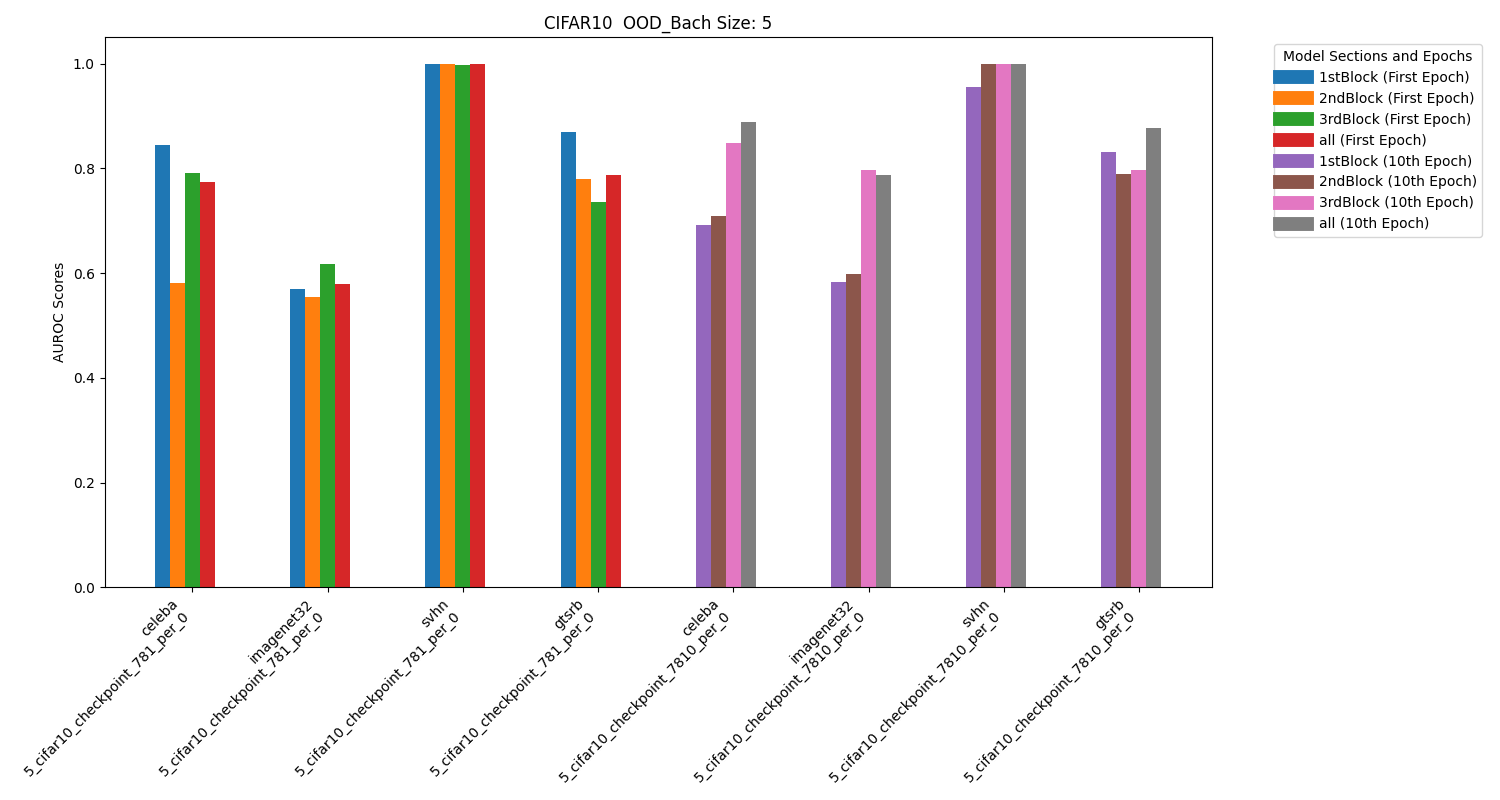 CIFAR10  OOD_Bach Size: 5
AUROC Scores
1.0
0.8
0.6
0.4
0.2
0.0
celeba
5_cifar10_checkpoint_781_per_0
imagenet32
5_cifar10_checkpoint_781_per_0
svhn
5_cifar10_checkpoint_781_per_0
gtsrb
5_cifar10_checkpoint_781_per_0
celeba
5_cifar10_checkpoint_7810_per_0
imagenet32
5_cifar10_checkpoint_7810_per_0
svhn
5_cifar10_checkpoint_7810_per_0
gtsrb
5_cifar10_checkpoint_7810_per_0
Model Sections and Epochs
1stBlock (First Epoch)
2ndBlock (First Epoch)
3rdBlock (First Epoch)
all (First Epoch)
1stBlock (10th Epoch)
2ndBlock (10th Epoch)
3rdBlock (10th Epoch)
all (10th Epoch)